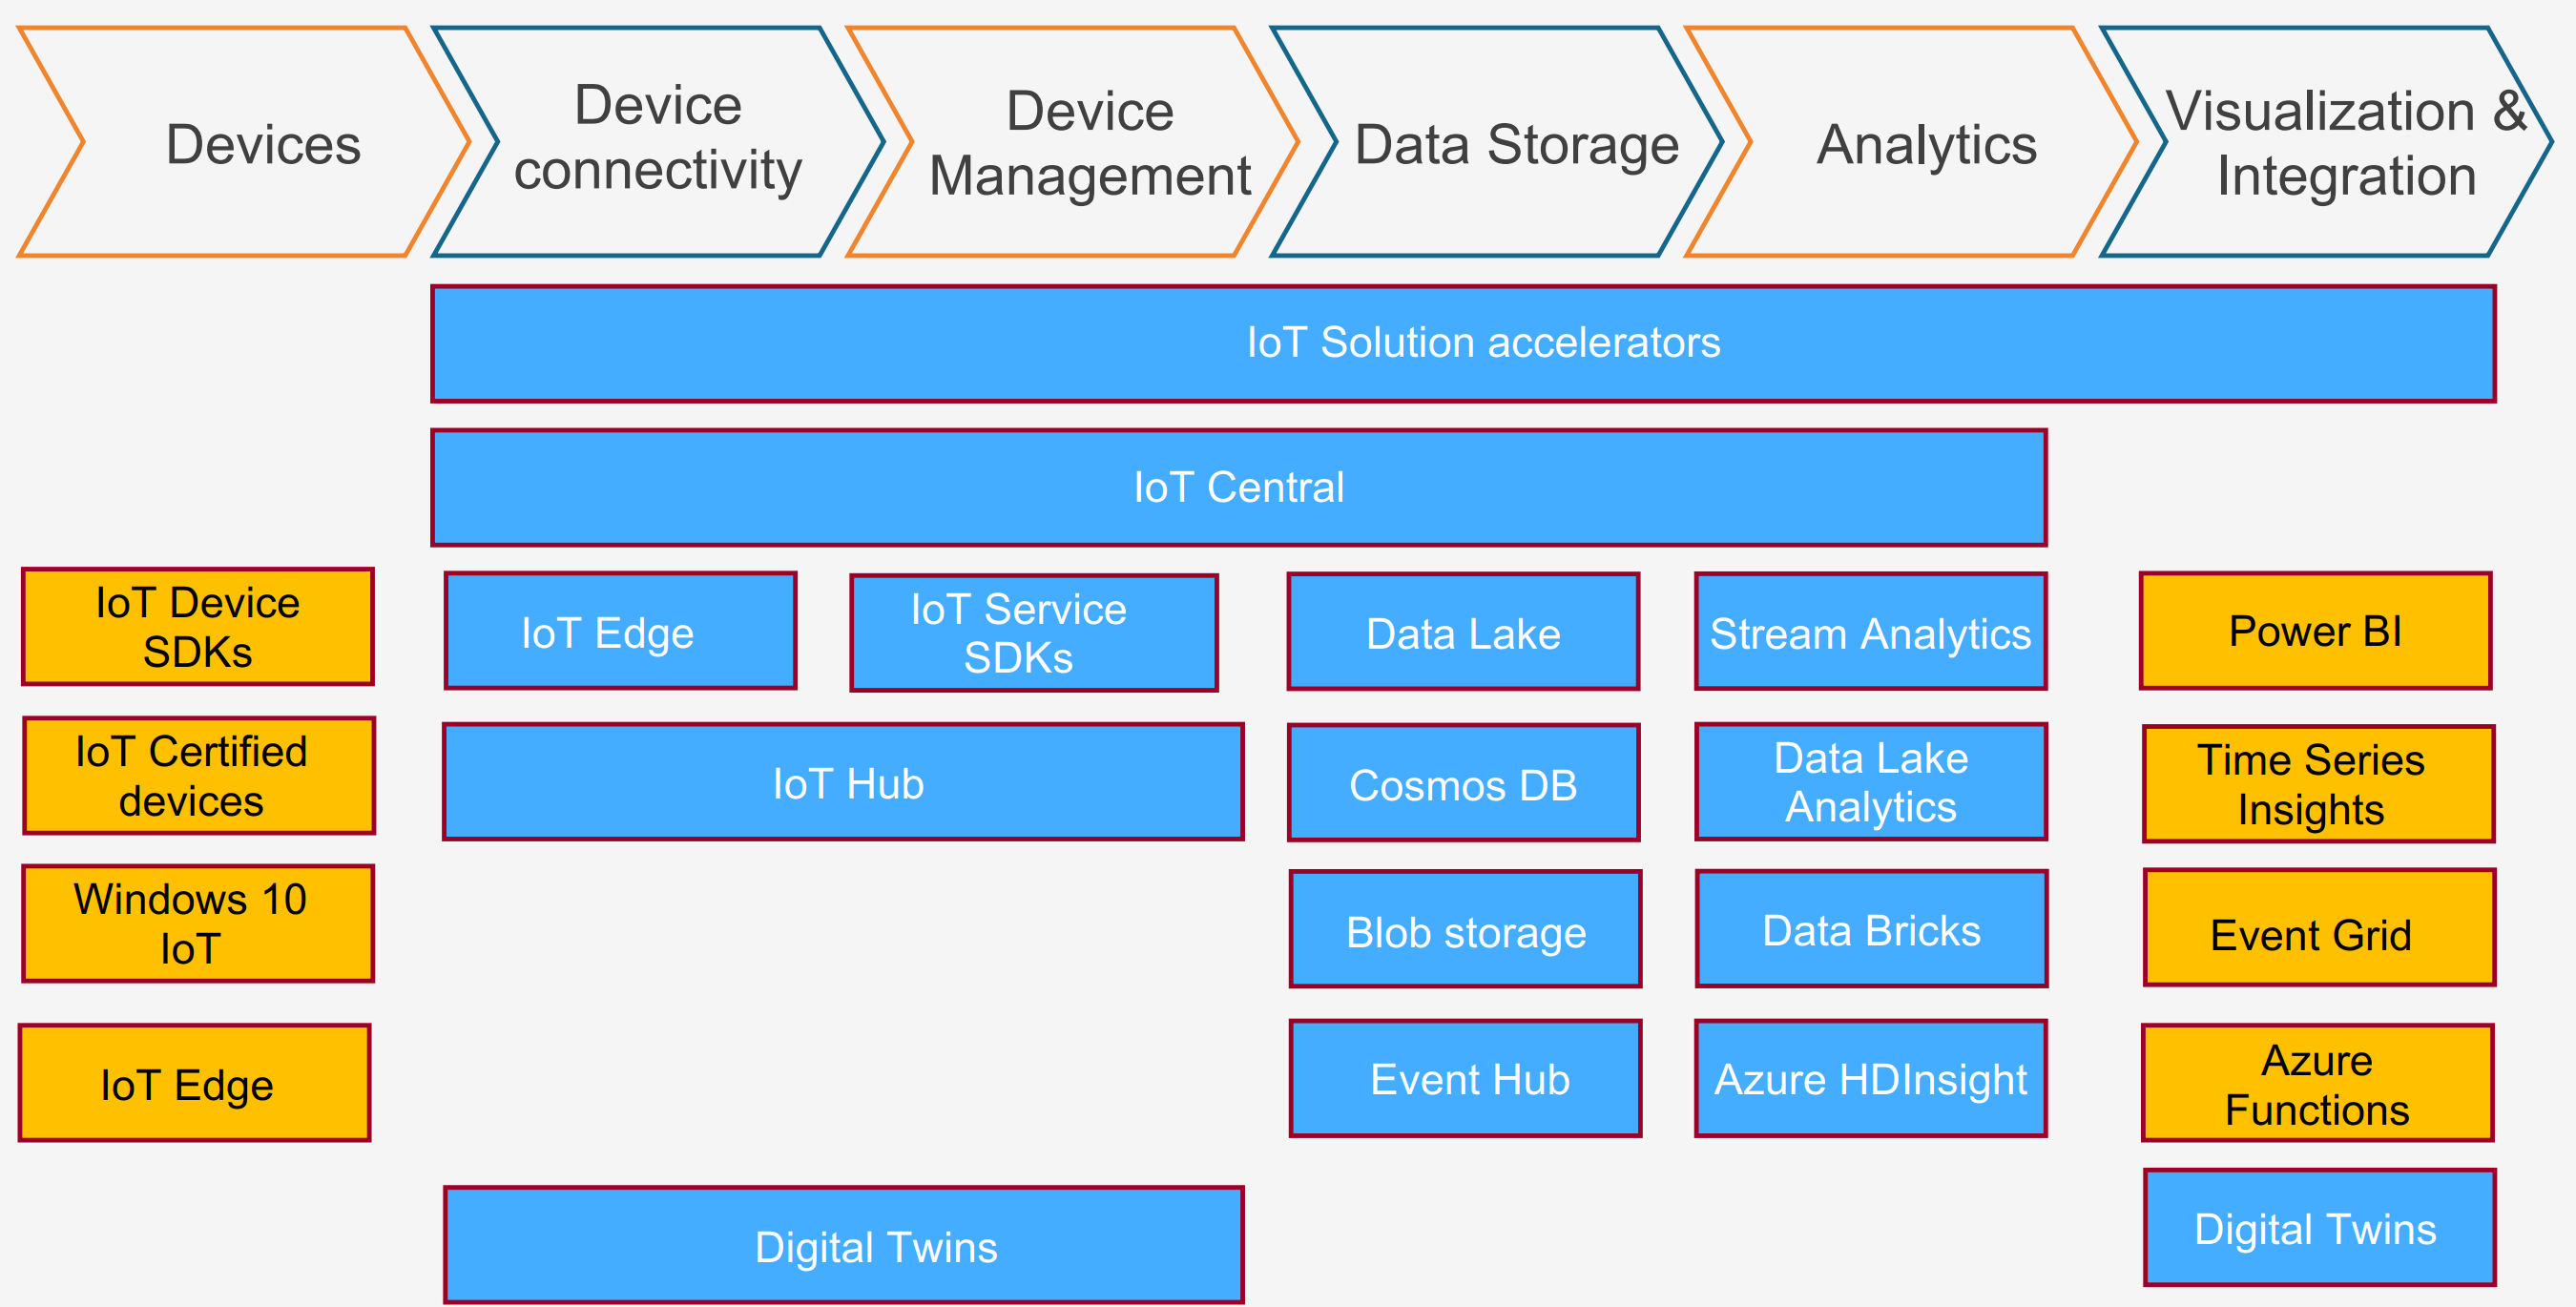 Devices
Device
connectivity
Device
Management
Data Storage
Analytics
Visualization &
Integration
IoT Solution accelerators
IoT Central
IoT Device
SDKs
IoT Edge
IoT Service
SDKs
Data Lake
Stream Analytics
Power BI
IoT Certified
devices
IoT Hub
Cosmos DB
Data Lake
Analytics
Time Series
Insights
Windows 10
IoT
Blob storage
Data Bricks
Event Grid
IoT Edge
Event Hub
Azure HDInsight
Azure
Functions
Digital Twins
Digital Twins